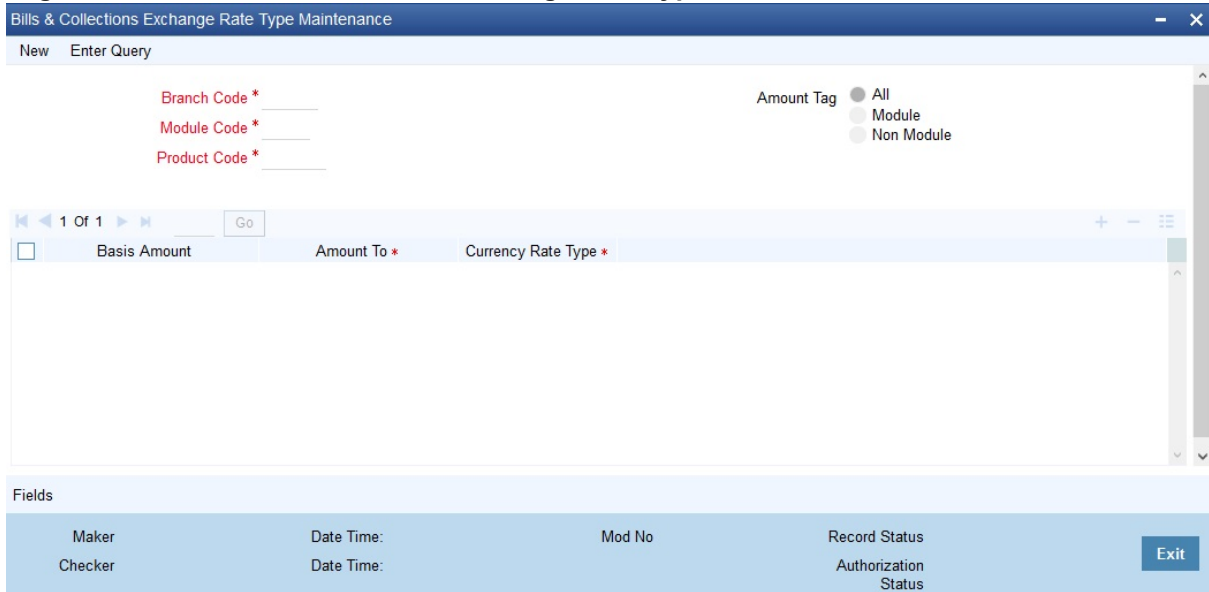 Bills & Collections Exchange Rate Type Maintenance
New Enter Query
Branch Code *
Module Code *
Product Code *
Amount Tag All
Module
Non Module
1 Of 1 Go
Basis Amount Amount To * Currency Rate Type *
Fields
Maker Date Time: Mod No Record Status
Checker Date Time: Authorization
Status
Exit